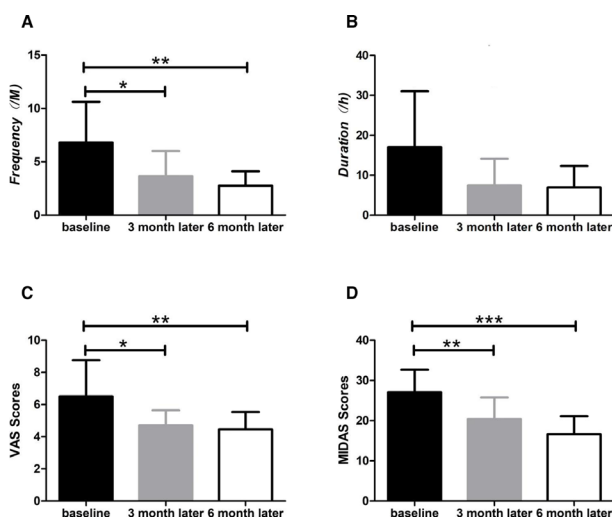 A
Frequency (/M)
15
10
5
0
**
*
baseline 3 month later 6 month later
B
Duration (/h)
40
30
20
10
0
baseline 3 month later 6 month later
C
VAS Scores
10
8
6
4
2
0
**
*
baseline 3 month later 6 month later
D
MIDAS Scores
40
30
20
10
0
***
**
baseline 3 month later 6 month later